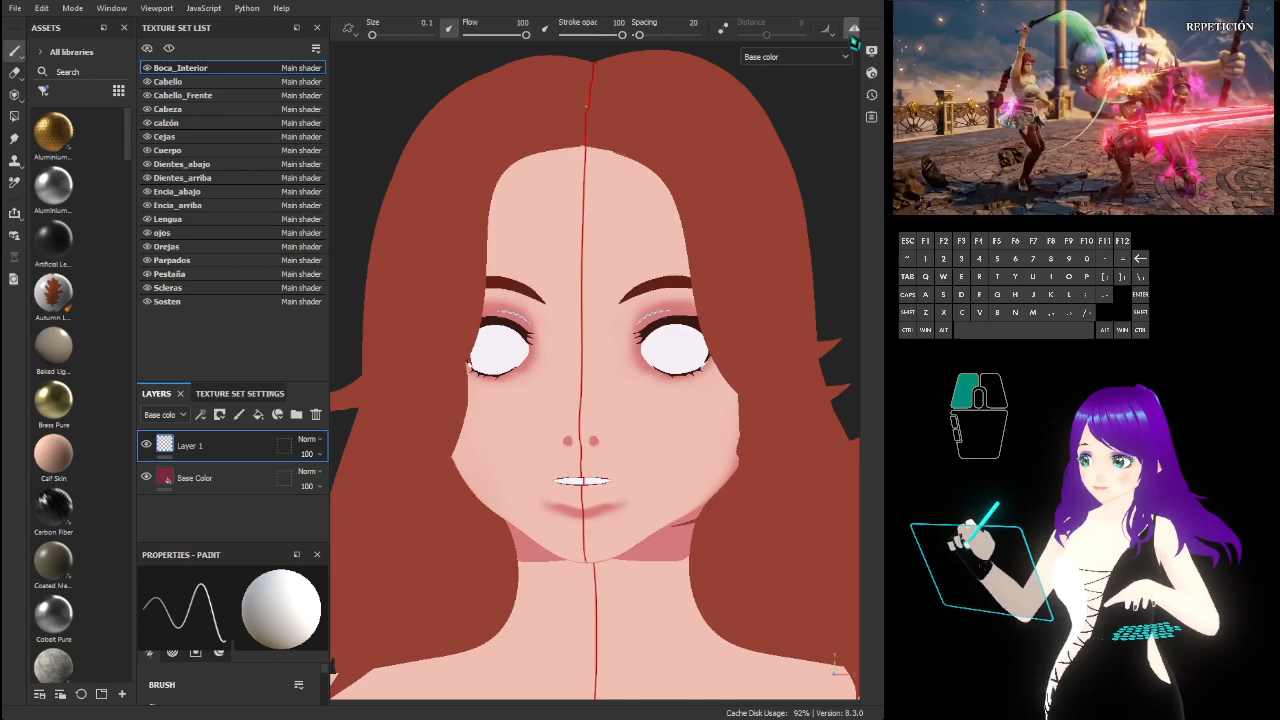 File Edit Mode Window Viewport JavaScript Python Help
ASSETS
All libraries
Search
Aluminium...
Aluminium...
Artificial Le...
Autumn L...
Baked Lig...
Brass Pure
Calf Skin
Carbon Fiber
Coated Ma...
Cobalt Pure
TEXTURE SET LIST
Boca_Interior Main shader
Cabello Main shader
Cabello_Frente Main shader
Cabeza Main shader
calzón Main shader
Cejas Main shader
Cuerpo Main shader
Dientes_abajo Main shader
Dientes_arriba Main shader
Encia_abajo Main shader
Encia_arriba Main shader
Lengua Main shader
ojos Main shader
Orejas Main shader
Parpados Main shader
Pestaña Main shader
Scleras Main shader
Sosten Main shader
LAYERS TEXTURE SET SETTINGS
Base colo
Layer 1 Norm 100
Base Color Norm 100
PROPERTIES - PAINT
BRUSH
Size 0.1 Flow 100 Stroke opa 100 Spacing 20 Distance
Base color
Y
Cache Disk Usage: 92% | Version: 8.3.0
REPETICIÓN
ESC F1 F2 F3 F4 F5 F6 F7 F8 F9 F10 F11 F12
~ 1 2 3 4 5 6 7 8 9 0 - =
TAB Q W E R T Y U I O P [ ; ] ; \
CAPS A S D F G H J K L ENTER
SHIFT Z X C V B N M SHIFT
CTRL WIN ALT ALT WIN CTRL